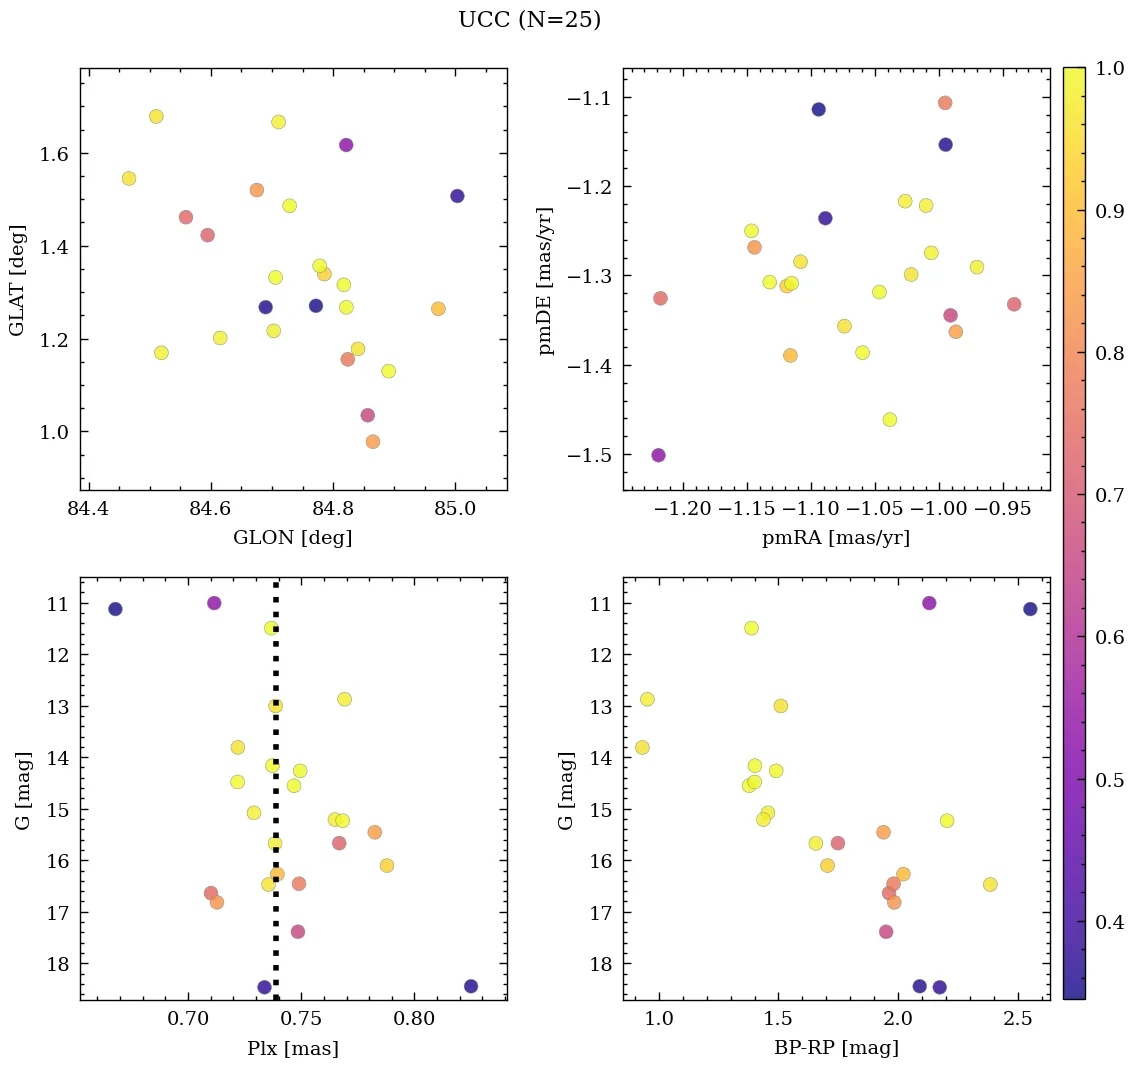 UCC (N=25)
1.6
1.4
1.2
1.0
GLAT [deg]
84.4 84.6 84.8 85.0
GLON [deg]
−1.1
−1.2
−1.3
−1.4
−1.5
pmDE [mas/yr]
−1.20 −1.15 −1.10 −1.05 −1.00 −0.95
pmRA [mas/yr]
1.0
0.9
0.8
0.7
0.6
0.5
0.4
11
12
13
14
15
16
17
18
G [mag]
0.70 0.75 0.80
Plx [mas]
11
12
13
14
15
16
17
18
G [mag]
1.0 1.5 2.0 2.5
BP-RP [mag]